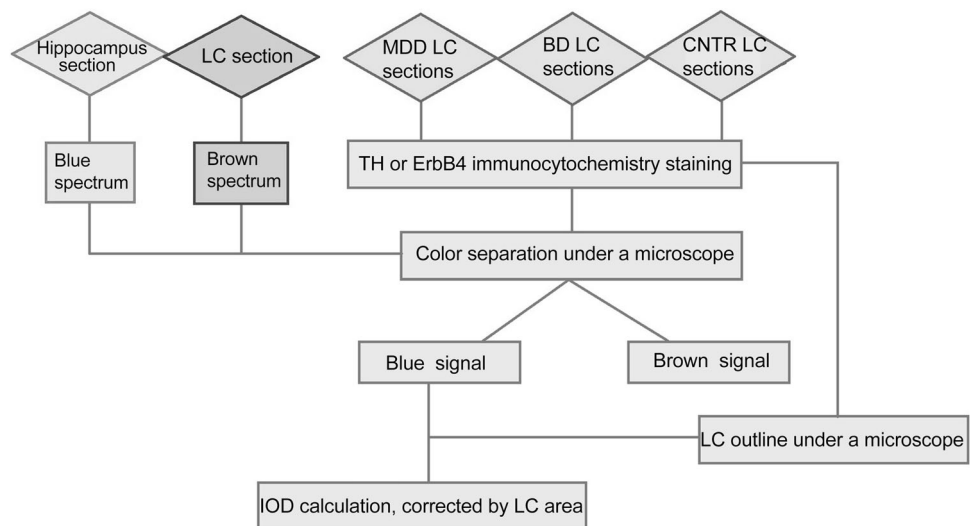 Hippocampus
section
LC section
MDD LC
sections
BD LC
sections
CNTR LC
sections
Blue
spectrum
Brown
spectrum
TH or ErbB4 immunocytochemistry staining
Color separation under a microscope
Blue signal
Brown signal
LC outline under a microscope
IOD calculation, corrected by LC area